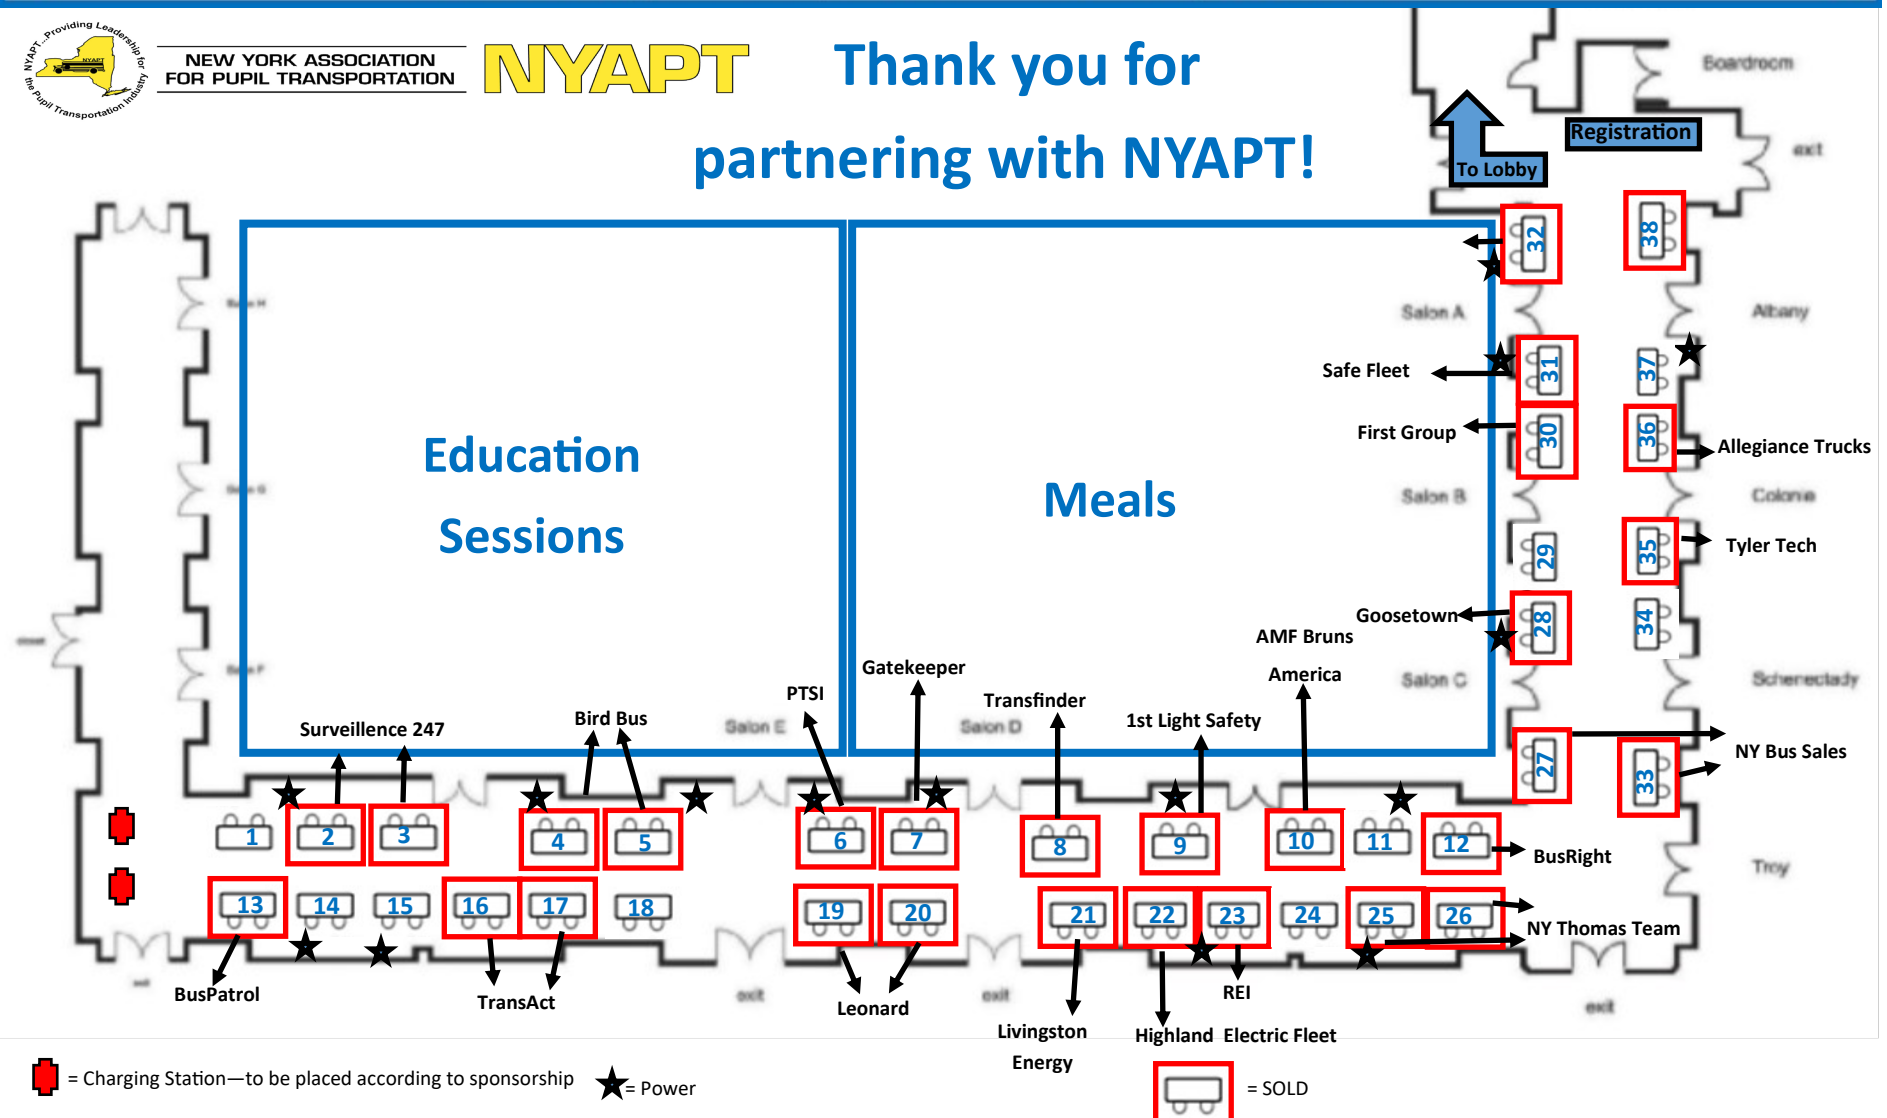 NYAPT...Providing Leadership for
the Pupil Transportation Industry
NYAPT
NEW YORK ASSOCIATION
FOR PUPIL TRANSPORTATION
NYAPT
Thank you for
partnering with NYAPT!
Boardroom
Registration
exit
To Lobby
32
38
Salon A
Albany
Safe Fleet
31
37
First Group
30
36
Allegiance Trucks
Salon B
Colonie
Education
Sessions
Meals
29
35
Tyler Tech
Goosetown
28
34
AMF Bruns
America
closet
Salon H
Salon G
Salon F
Salon C
Schenectady
Gatekeeper
PTSI
Transfinder
Bird Bus
Surveillence 247
Salon E
Salon D
1st Light Safety
27
33
NY Bus Sales
1
2
3
4
5
6
7
8
9
10
11
12
BusRight
Troy
13
14
15
16
17
18
19
20
21
22
23
24
25
26
NY Thomas Team
BusPatrol
TransAct
exit
Leonard
exit
REI
exit
exit
Livingston
Energy
Highland Electric Fleet
= Charging Station—to be placed according to sponsorship
= Power
= SOLD